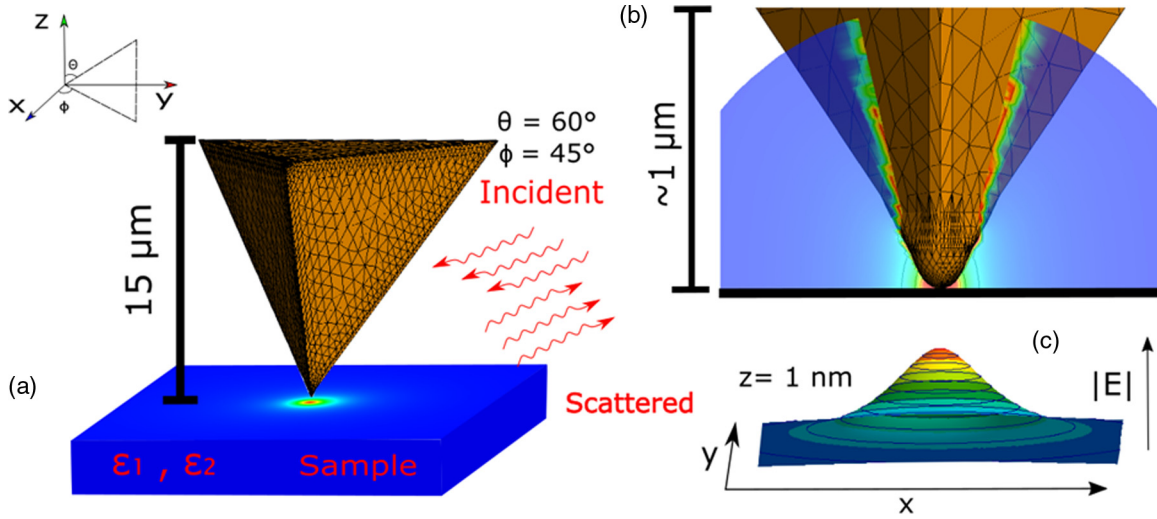 z
θ
x
ϕ
y
θ = 60°
ϕ = 45°
Incident
15 µm
(a)
Scattered
ε1 , ε2 Sample
(b)
~1 µm
(c)
z= 1 nm
|E|
y
x